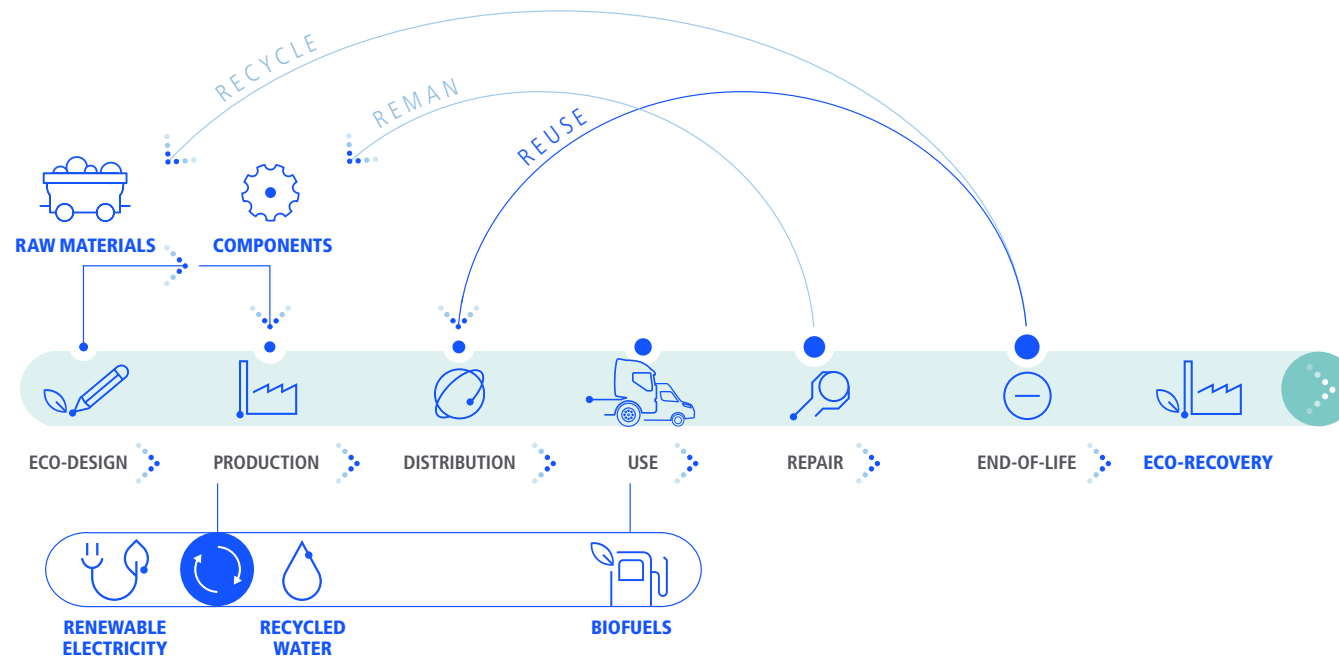 RECYCLE
REMAN
REUSE
RAW MATERIALS
COMPONENTS
ECO-DESIGN
PRODUCTION
DISTRIBUTION
USE
REPAIR
END-OF-LIFE
ECO-RECOVERY
RENEWABLE
ELECTRICITY
RECYCLED
WATER
BIOFUELS